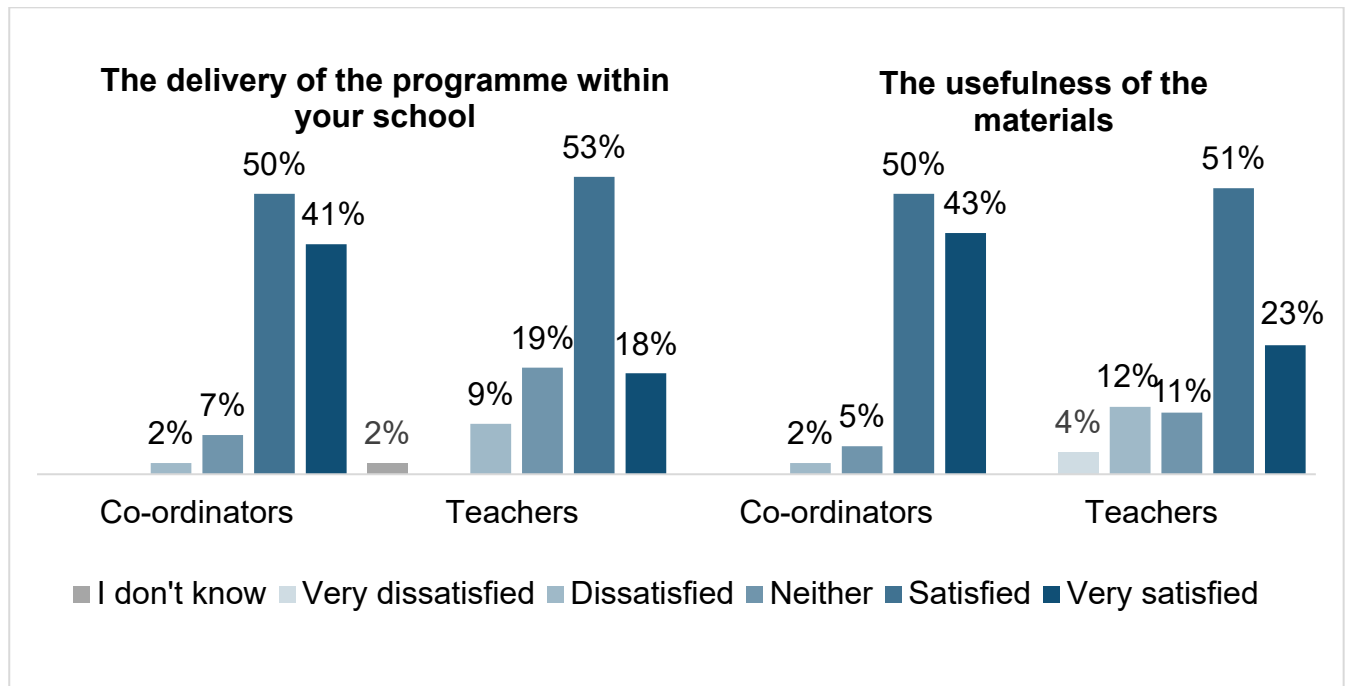 The delivery of the programme within
your school
50%
41%
2%
7%
2%
9%
19%
53%
18%
Co-ordinators
Teachers
The usefulness of the
materials
50%
43%
2%
5%
4%
12%
11%
51%
23%
Co-ordinators
Teachers
I don't know Very dissatisfied Dissatisfied Neither Satisfied Very satisfied